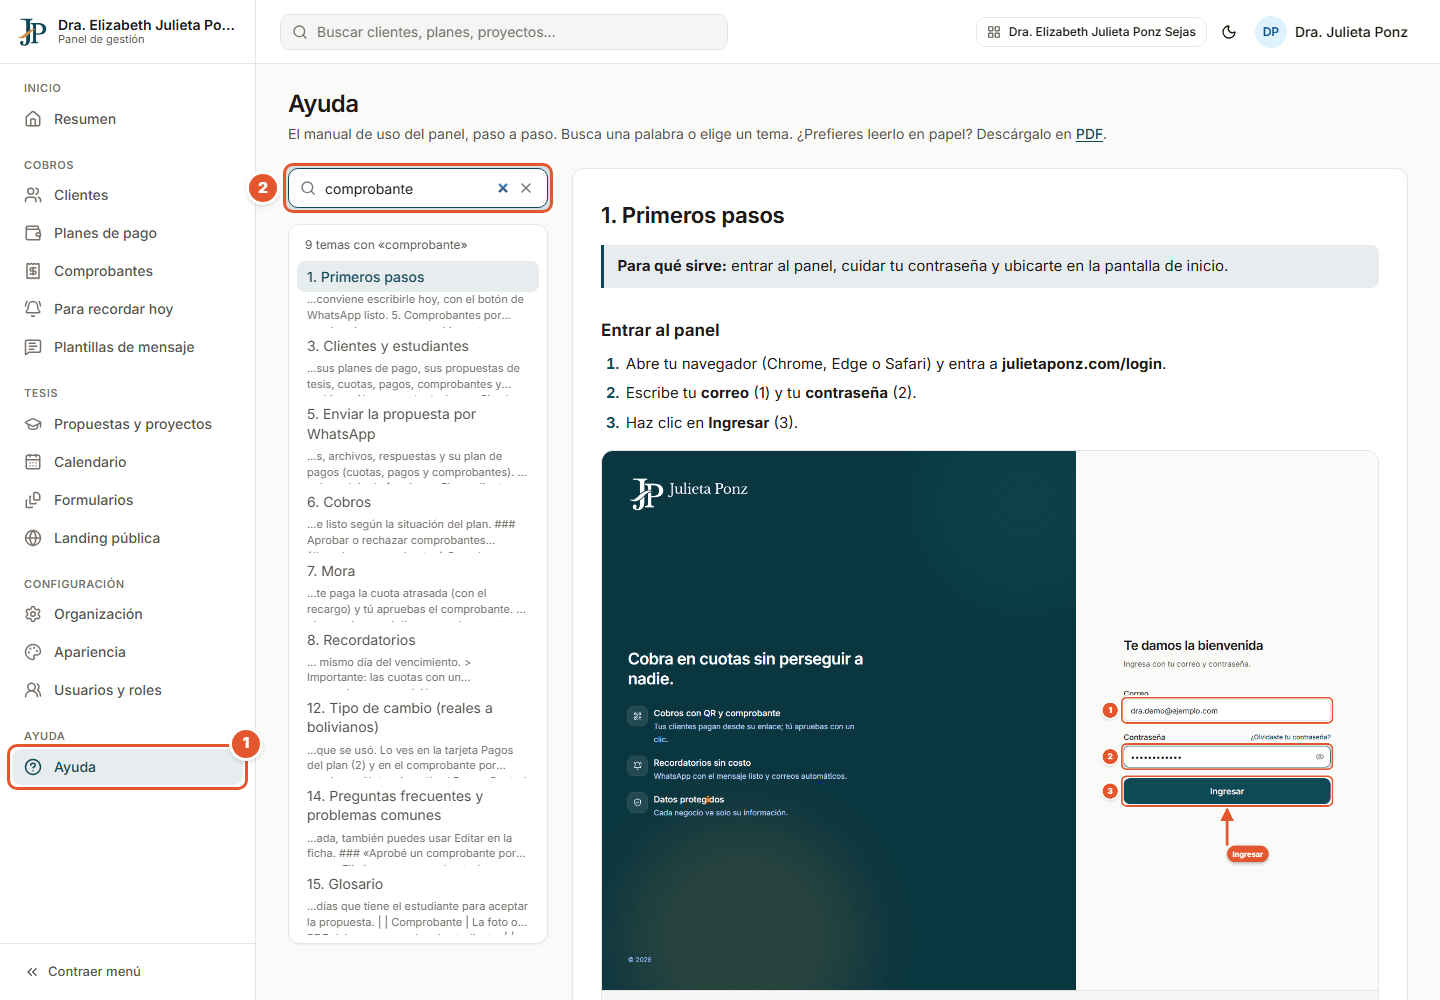 JP
Dra. Elizabeth Julieta Po...
Panel de gestión
Buscar clientes, planes, proyectos...
Dra. Elizabeth Julieta Ponz Sejas
DP
Dra. Julieta Ponz
INICIO
Resumen
COBROS
Clientes
Planes de pago
Comprobantes
Para recordar hoy
Plantillas de mensaje
TESIS
Propuestas y proyectos
Calendario
Formularios
Landing pública
CONFIGURACIÓN
Organización
Apariencia
Usuarios y roles
AYUDA
1
Ayuda
Contraer menú
Ayuda
El manual de uso del panel, paso a paso. Busca una palabra o elige un tema. ¿Prefieres leerlo en papel? Descárgalo en PDF.
2
comprobante
9 temas con «comprobante»
1. Primeros pasos
...conviene escribirle hoy, con el botón de
WhatsApp listo. 5. Comprobantes por...
3. Clientes y estudiantes
...sus planes de pago, sus propuestas de
tesis, cuotas, pagos, comprobantes y...
5. Enviar la propuesta por
WhatsApp
...s, archivos, respuestas y su plan de
pagos (cuotas, pagos y comprobantes). ...
6. Cobros
...e listo según la situación del plan. ###
Aprobar o rechazar comprobantes...
7. Mora
...te paga la cuota atrasada (con el
recargo) y tú apruebas el comprobante. ...
8. Recordatorios
... mismo día del vencimiento. >
Importante: las cuotas con un...
12. Tipo de cambio (reales a
bolivianos)
...que se usó. Lo ves en la tarjeta Pagos
del plan (2) y en el comprobante por...
14. Preguntas frecuentes y
problemas comunes
...ada, también puedes usar Editar en la
ficha. ### «Aprobé un comprobante por...
15. Glosario
...días que tiene el estudiante para aceptar
la propuesta. | | Comprobante | La foto o...
1. Primeros pasos
Para qué sirve: entrar al panel, cuidar tu contraseña y ubicarte en la pantalla de inicio.
Entrar al panel
1. Abre tu navegador (Chrome, Edge o Safari) y entra a julietaponz.com/login.
2. Escribe tu correo (1) y tu contraseña (2).
3. Haz clic en Ingresar (3).
JP Julieta Ponz
Cobra en cuotas sin perseguir a
nadie.
Cobros con QR y comprobante
Tus clientes pagan desde su enlace; tú apruebas con un
clic.
Recordatorios sin costo
WhatsApp con el mensaje listo y correos automáticos.
Datos protegidos
Cada negocio ve solo su información.
© 2026
Te damos la bienvenida
Ingresa con tu correo y contraseña.
Correo
1
dra.demo@ejemplo.com
Contraseña
¿Olvidaste tu contraseña?
2
3
Ingresar
Ingresar